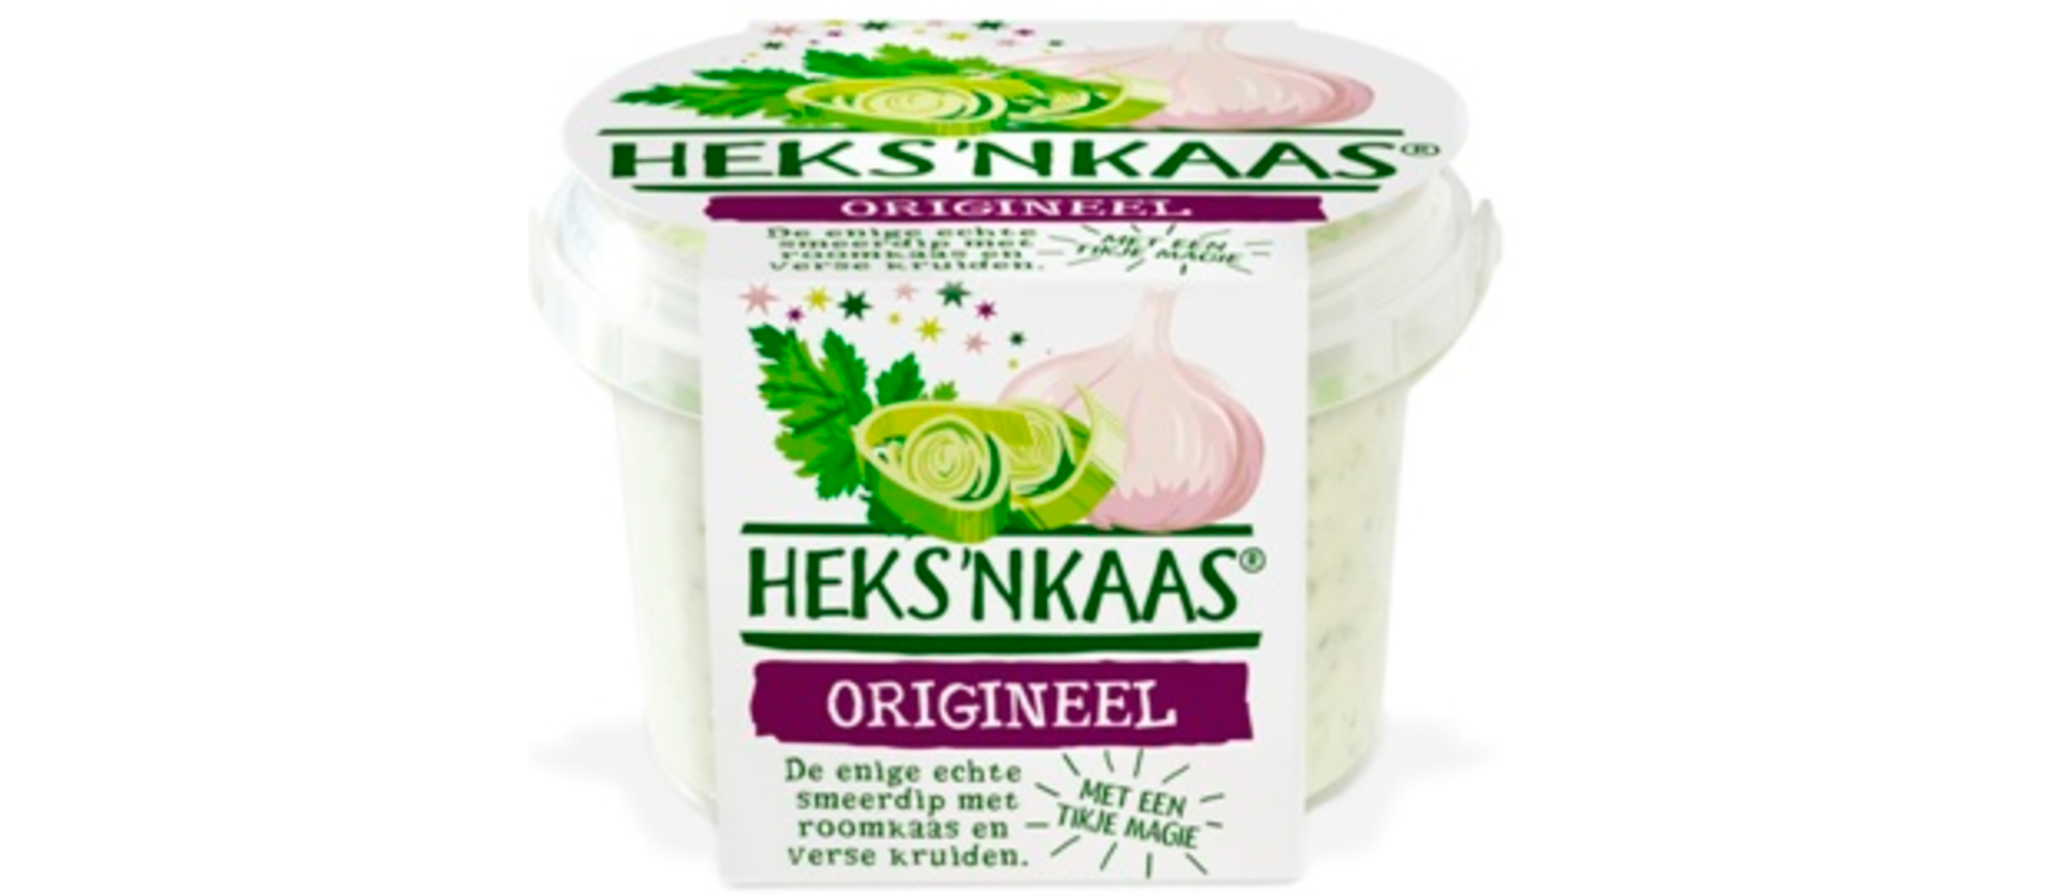 HEKS'NKAAS®
ORIGINEEL
De enige echte
smeerdip met
roomkaas en
verse kruiden.
MET EEN
TIKJE MAGIE
HEKS'NKAAS®
ORIGINEEL
De enige echte
smeerdip met
roomkaas en
verse kruiden.
MET EEN
TIKJE MAGIE